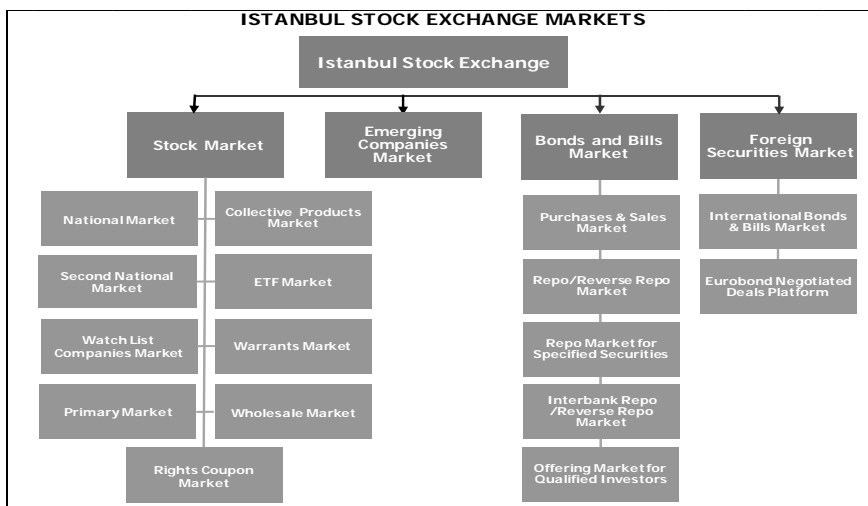 ISTANBUL STOCK EXCHANGE MARKETS
Istanbul Stock Exchange
Stock Market
Emerging
Companies
Market
Bonds and Bills
Market
Foreign
Securities Market
National Market
Collective Products
Market
Second National
Market
ETF Market
Watch List
Companies Market
Warrants Market
Primary Market
Wholesale Market
Rights Coupon
Market
Purchases & Sales
Market
Repo/Reverse Repo
Market
Repo Market for
Specified Securities
Interbank Repo
/Reverse Repo
Market
Offering Market for
Qualified Investors
International Bonds
& Bills Market
Eurobond Negotiated
Deals Platform